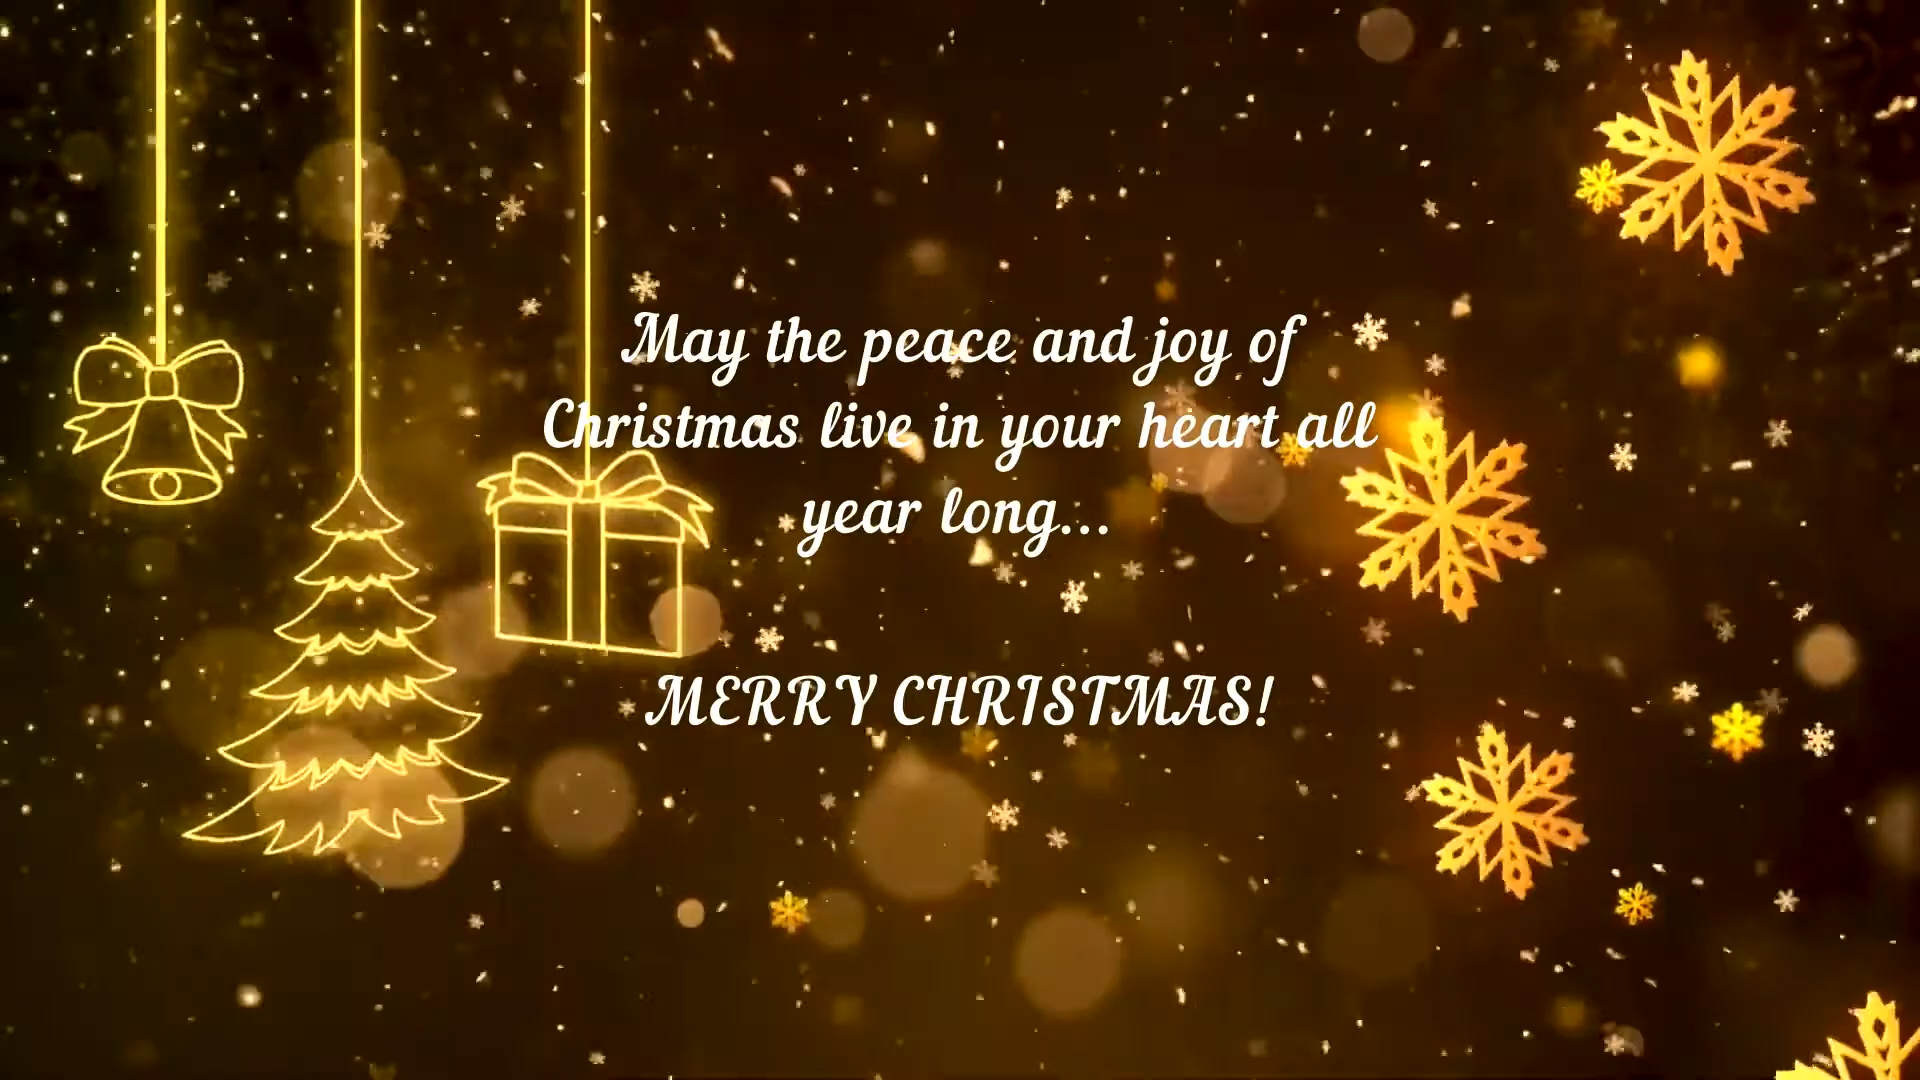 May the peace and joy of
Christmas live in your heart all
year long...
MERRY CHRISTMAS!